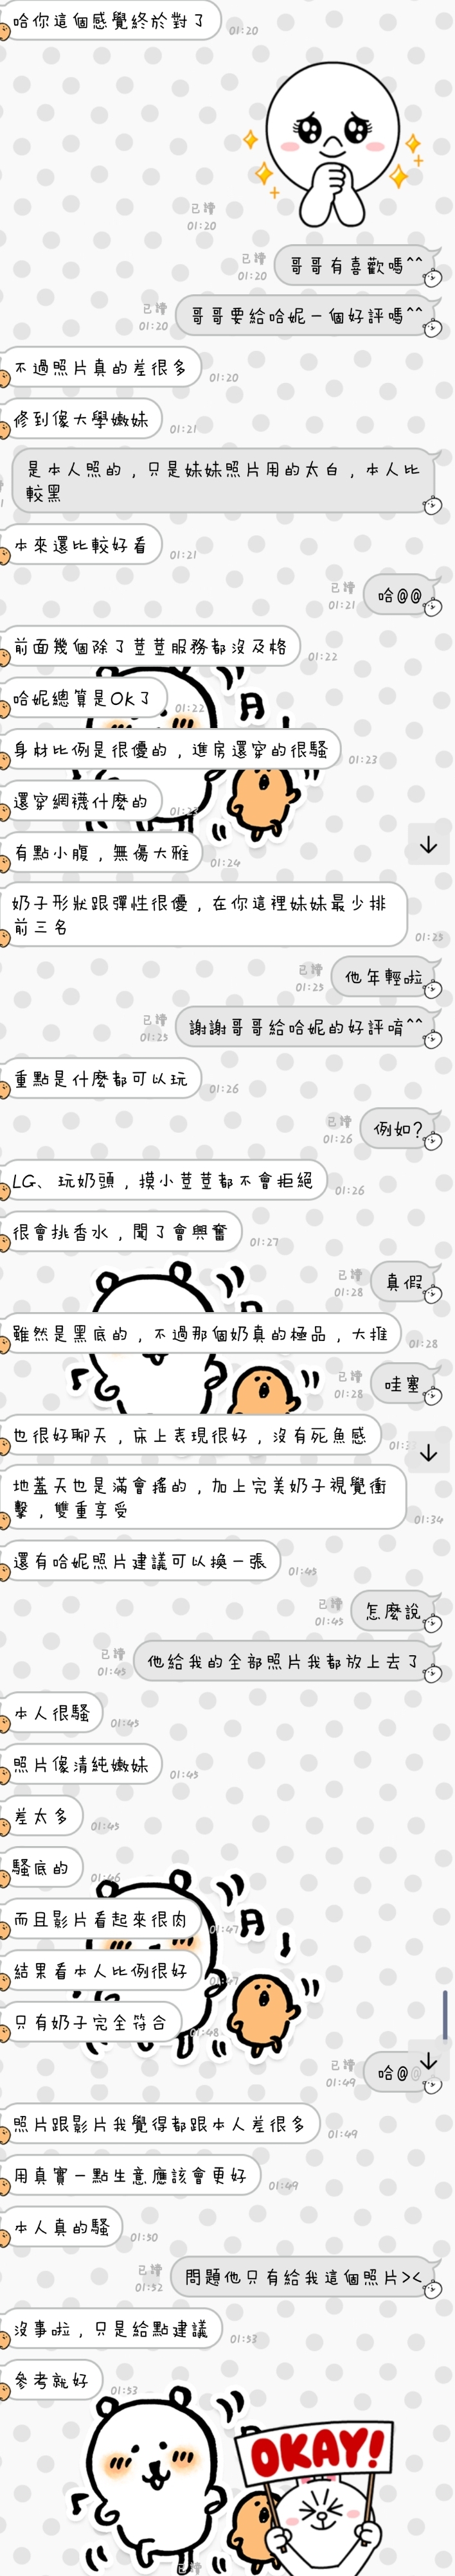 哈你這個感覺終於對了
01:20
已讀
01:20
已讀
01:20
哥哥有喜歡嗎^^
已讀
01:20
哥哥要給哈妮一個好評嗎^^
不過照片真的差很多
01:20
修到像大學嫩妹
01:21
是本人照的，只是妹妹照片用的太白，本人比
較黑
本來還比較好看
01:21
已讀
01:21
哈@@
前面幾個除了荳荳服務都沒及格
01:22
哈妮總算是OK了
01:22
身材比例是很優的，進房還穿的很騷
01:23
還穿網襪什麼的
有點小腹，無傷大雅
01:24
奶子形狀跟彈性很優，在你這裡妹妹最少排
前三名
01:25
已讀
01:25
他年輕啦
已讀
01:25
謝謝哥哥給哈妮的好評唷^^
重點是什麼都可以玩
01:26
已讀
01:26
例如?
LG、玩奶頭，摸小荳荳都不會拒絕
01:26
很會挑香水，聞了會興奮
01:27
已讀
01:28
真假
雖然是黑底的，不過那個奶真的極品，大推
01:28
已讀
01:28
哇塞
也很好聊天，床上表現很好，沒有死魚感
地蓋天也是滿會搖的，加上完美奶子視覺衝
擊，雙重享受
01:34
還有哈妮照片建議可以換一張
01:45
已讀
01:45
怎麼說
已讀
01:45
他給我的全部照片我都放上去了
本人很騷
01:45
照片像清純嫩妹
01:45
差太多
01:45
騷底的
01:46
而且影片看起來很肉
01:47
結果看本人比例很好
01:47
只有奶子完全符合
01:48
已讀
01:49
哈@
照片跟影片我覺得都跟本人差很多
01:49
用真實一點生意應該會更好
01:49
本人真的騷
01:50
已讀
01:52
問題他只有給我這個照片><
沒事啦，只是給點建議
01:53
參考就好
01:53
OKAY!
已讀